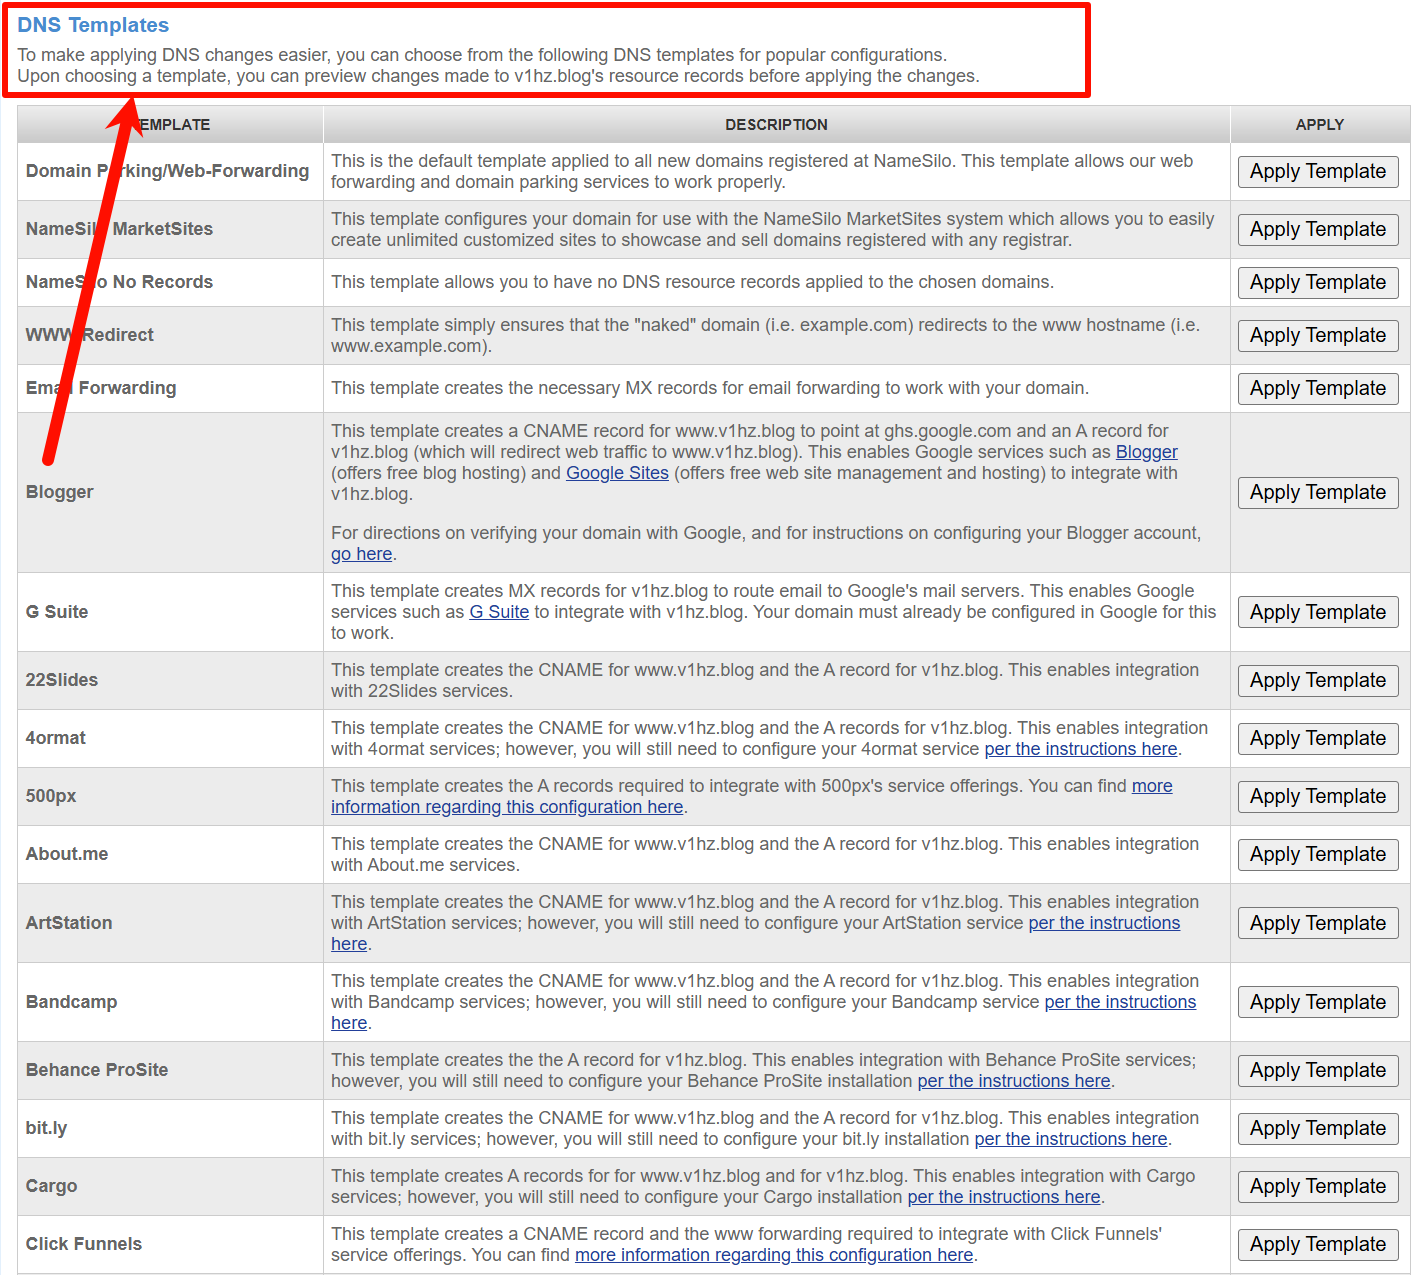 DNS Templates
To make applying DNS changes easier, you can choose from the following DNS templates for popular configurations.
Upon choosing a template, you can preview changes made to v1hz.blog's resource records before applying the changes.
EMPLATE DESCRIPTION APPLY
Domain Parking/Web-Forwarding
This is the default template applied to all new domains registered at NameSilo. This template allows our web
forwarding and domain parking services to work properly.
Apply Template
NameSilo MarketSites
This template configures your domain for use with the NameSilo MarketSites system which allows you to easily
create unlimited customized sites to showcase and sell domains registered with any registrar.
Apply Template
NameSilo No Records
This template allows you to have no DNS resource records applied to the chosen domains.
Apply Template
WWW Redirect
This template simply ensures that the "naked" domain (i.e. example.com) redirects to the www hostname (i.e.
www.example.com).
Apply Template
Email Forwarding
This template creates the necessary MX records for email forwarding to work with your domain.
Apply Template
Blogger
This template creates a CNAME record for www.v1hz.blog to point at ghs.google.com and an A record for
v1hz.blog (which will redirect web traffic to www.v1hz.blog). This enables Google services such as Blogger
(offers free blog hosting) and Google Sites (offers free web site management and hosting) to integrate with
v1hz.blog.
For directions on verifying your domain with Google, and for instructions on configuring your Blogger account,
go here.
Apply Template
G Suite
This template creates MX records for v1hz.blog to route email to Google's mail servers. This enables Google
services such as G Suite to integrate with v1hz.blog. Your domain must already be configured in Google for this
to work.
Apply Template
22Slides
This template creates the CNAME for www.v1hz.blog and the A record for v1hz.blog. This enables integration
with 22Slides services.
Apply Template
4ormat
This template creates the CNAME for www.v1hz.blog and the A records for v1hz.blog. This enables integration
with 4ormat services; however, you will still need to configure your 4ormat service per the instructions here.
Apply Template
500px
This template creates the A records required to integrate with 500px's service offerings. You can find more
information regarding this configuration here.
Apply Template
About.me
This template creates the CNAME for www.v1hz.blog and the A record for v1hz.blog. This enables integration
with About.me services.
Apply Template
ArtStation
This template creates the CNAME for www.v1hz.blog and the A record for v1hz.blog. This enables integration
with ArtStation services; however, you will still need to configure your ArtStation service per the instructions
here.
Apply Template
Bandcamp
This template creates the CNAME for www.v1hz.blog and the A record for v1hz.blog. This enables integration
with Bandcamp services; however, you will still need to configure your Bandcamp service per the instructions
here.
Apply Template
Behance ProSite
This template creates the the A record for v1hz.blog. This enables integration with Behance ProSite services;
however, you will still need to configure your Behance ProSite installation per the instructions here.
Apply Template
bit.ly
This template creates the CNAME for www.v1hz.blog and the A record for v1hz.blog. This enables integration
with bit.ly services; however, you will still need to configure your bit.ly installation per the instructions here.
Apply Template
Cargo
This template creates A records for for www.v1hz.blog and for v1hz.blog. This enables integration with Cargo
services; however, you will still need to configure your Cargo installation per the instructions here.
Apply Template
Click Funnels
This template creates a CNAME record and the www forwarding required to integrate with Click Funnels'
service offerings. You can find more information regarding this configuration here.
Apply Template